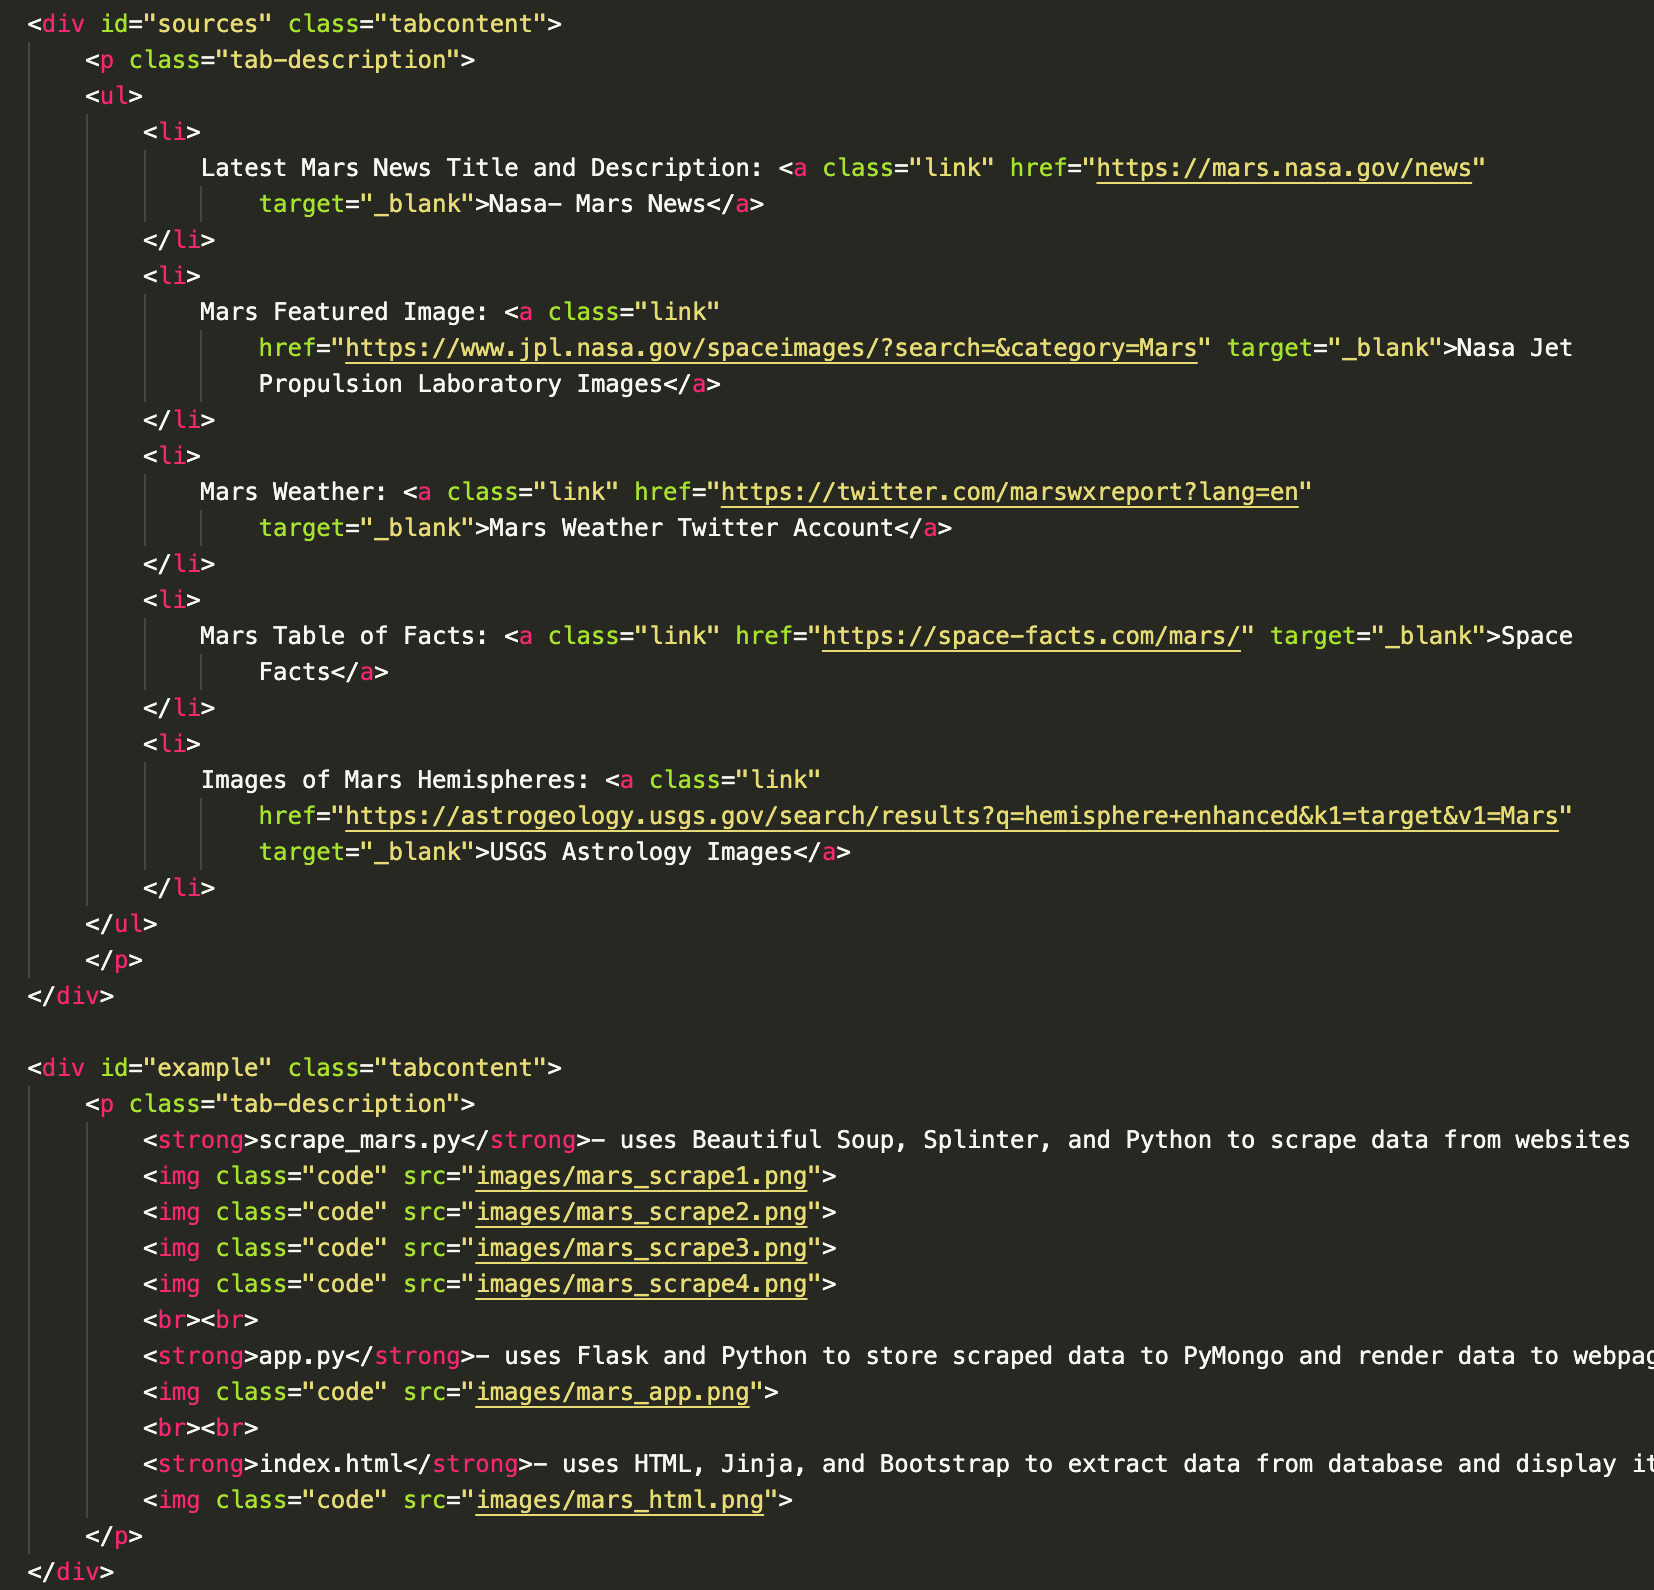 <div id="sources" class="tabcontent">
<p class="tab-description">
<ul>
<li>
Latest Mars News Title and Description: <a class="link" href="https://mars.nasa.gov/news"
target="_blank">Nasa- Mars News</a>
</li>
<li>
Mars Featured Image: <a class="link"
href="https://www.jpl.nasa.gov/spaceimages/?search=&category=Mars" target="_blank">Nasa Jet
Propulsion Laboratory Images</a>
</li>
<li>
Mars Weather: <a class="link" href="https://twitter.com/marswxreport?lang=en"
target="_blank">Mars Weather Twitter Account</a>
</li>
<li>
Mars Table of Facts: <a class="link" href="https://space-facts.com/mars/" target="_blank">Space
Facts</a>
</li>
<li>
Images of Mars Hemispheres: <a class="link"
href="https://astrogeology.usgs.gov/search/results?q=hemisphere+enhanced&k1=target&v1=Mars"
target="_blank">USGS Astrology Images</a>
</li>
</ul>
</p>
</div>
<div id="example" class="tabcontent">
<p class="tab-description">
<strong>scrape_mars.py</strong>- uses Beautiful Soup, Splinter, and Python to scrape data from websites
<img class="code" src="images/mars_scrape1.png">
<img class="code" src="images/mars_scrape2.png">
<img class="code" src="images/mars_scrape3.png">
<img class="code" src="images/mars_scrape4.png">
<br><br>
<strong>app.py</strong>- uses Flask and Python to store scraped data to PyMongo and render data to webpag
<img class="code" src="images/mars_app.png">
<br><br>
<strong>index.html</strong>- uses HTML, Jinja, and Bootstrap to extract data from database and display it
<img class="code" src="images/mars_html.png">
</p>
</div>